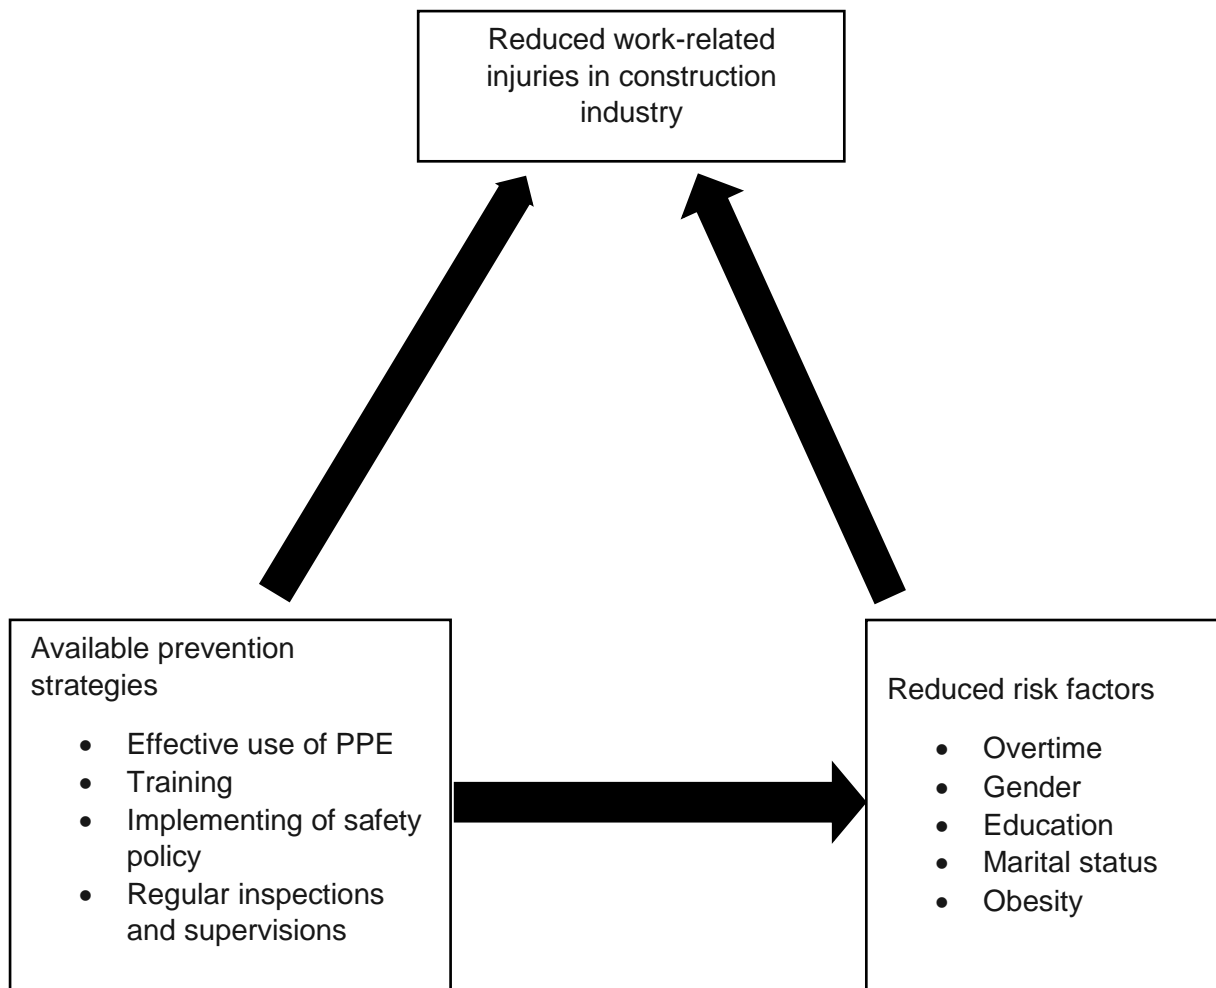 Reduced work-related
injuries in construction
industry
Available prevention
strategies
• Effective use of PPE
• Training
• Implementing of safety
policy
• Regular inspections
and supervisions
Reduced risk factors
• Overtime
• Gender
• Education
• Marital status
• Obesity